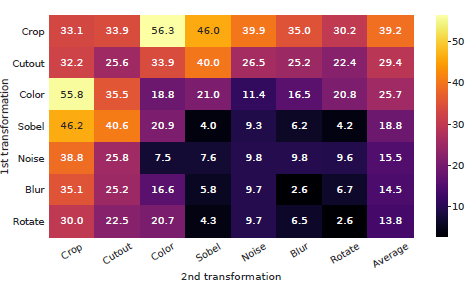 Crop 33.1 33.9 56.3 46.0 39.9 35.0 30.2 39.2
Cutout 32.2 25.6 33.9 40.0 26.5 25.2 22.4 29.4
Color 55.8 35.5 18.8 21.0 11.4 16.5 20.8 25.7
Sobel 46.2 40.6 20.9 4.0 9.3 6.2 4.2 18.8
Noise 38.8 25.8 7.5 7.6 9.8 9.8 9.6 15.5
Blur 35.1 25.2 16.6 5.8 9.7 2.6 6.7 14.5
Rotate 30.0 22.5 20.7 4.3 9.7 6.5 2.6 13.8
Crop Cutout Color Sobel Noise Blur Rotate Average
2nd transformation
1st transformation
50
40
30
20
10